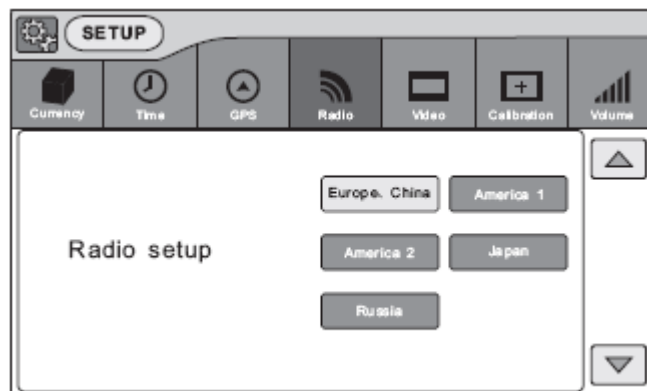 SETUP
Currency Time GPS Radio Video Calibration Volume
Europe. China America 1
Radio setup
America 2 Japan
Russia